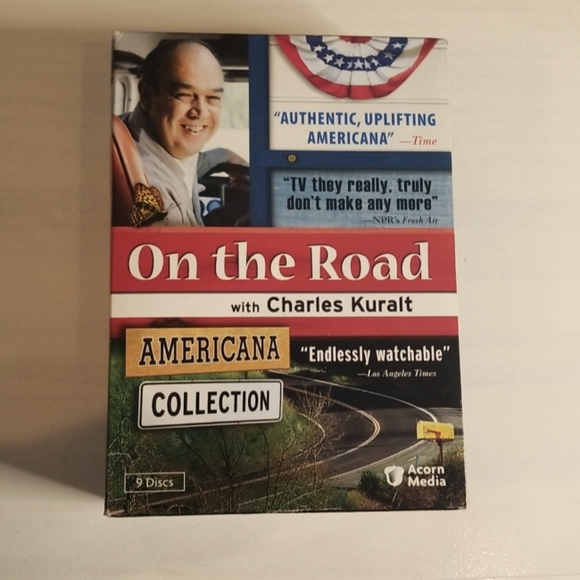 "AUTHENTIC, UPLIFTING
AMERICANA" —Time
"TV they really, truly
don't make any more"
—NPR's Fresh Air
On the Road
with Charles Kuralt
AMERICANA
"Endlessly watchable"
—Los Angeles Times
COLLECTION
9 Discs
Acorn
Media